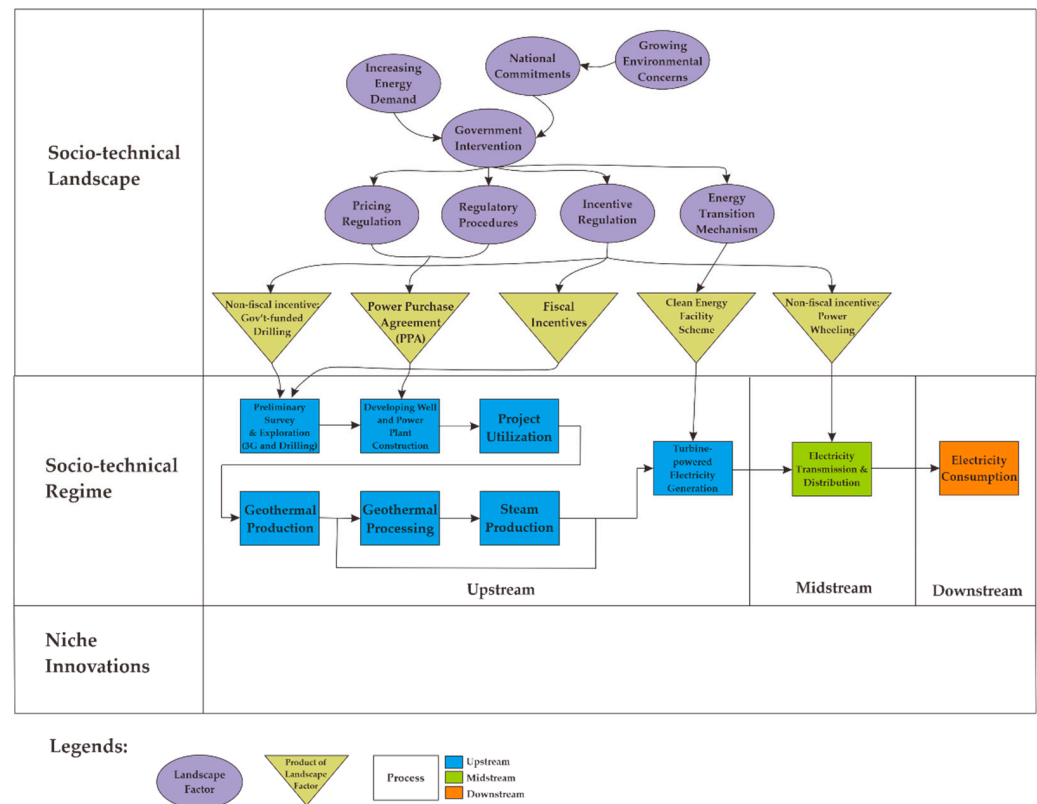 Socio-technical
Landscape
Increasing
Energy
Demand
National
Commitments
Growing
Environmental
Concerns
Government
Intervention
Pricing
Regulation
Regulatory
Procedures
Incentive
Regulation
Energy
Transition
Mechanism
Non-fiscal incentive:
Gov't-funded
Drilling
Power Purchase
Agreement
(PPA)
Fiscal
Incentives
Clean Energy
Facility
Scheme
Non-fiscal incentive:
Power
Wheeling
Socio-technical
Regime
Preliminary
Survey
& Exploration
(3G and Drilling)
Developing Well
and Power
Plant
Construction
Project
Utilization
Turbine-
powered
Electricity
Generation
Electricity
Transmission &
Distribution
Electricity
Consumption
Geothermal
Production
Geothermal
Processing
Steam
Production
Upstream
Midstream
Downstream
Niche
Innovations
Legends:
Landscape
Factor
Product of
Landscape
Factor
Process
Upstream
Midstream
Downstream